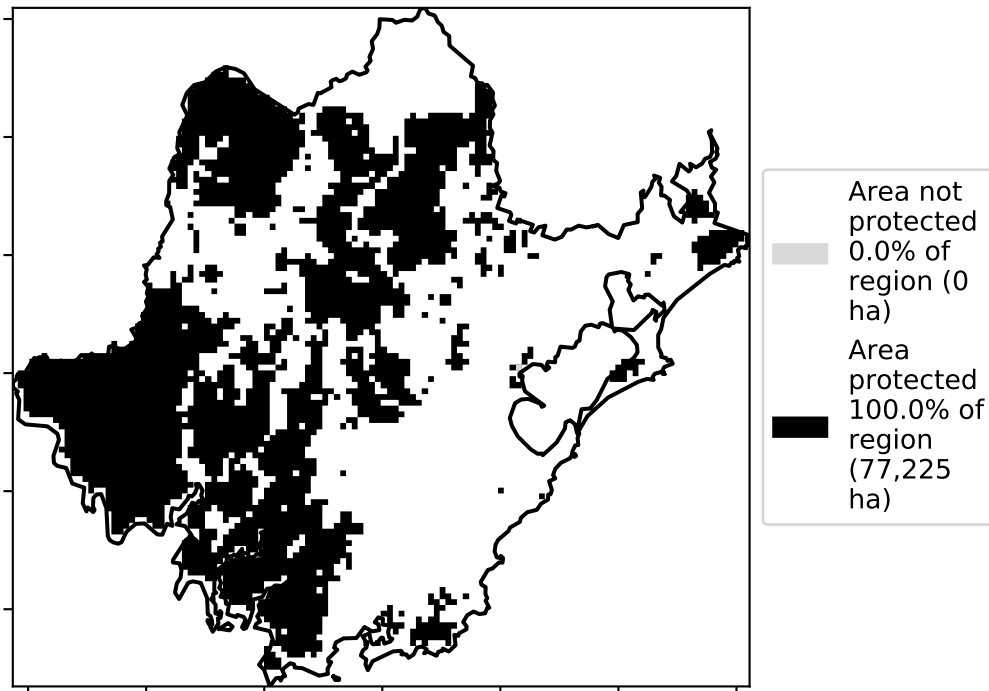 Area not
protected
0.0% of
region (0
ha)
Area
protected
100.0% of
region
(77,225
ha)